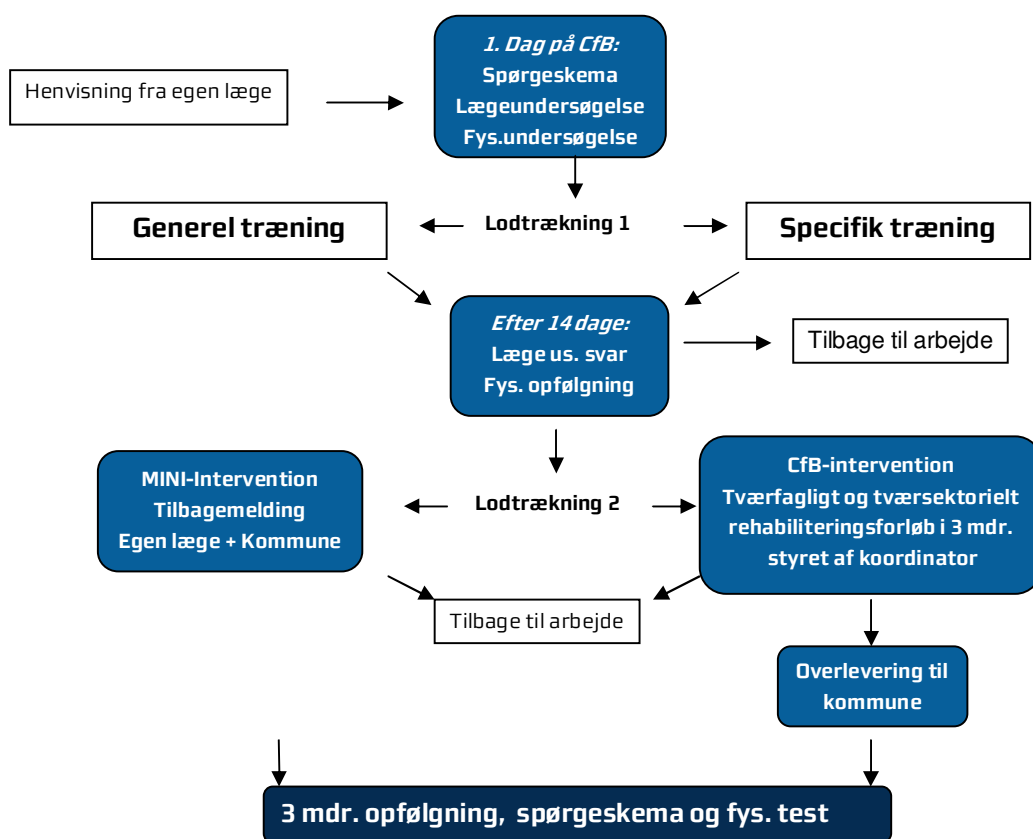 1. Dag på CfB:
Spørgeskema
Lægeundersøgelse
Fys.undersøgelse
Henvisning fra egen læge
Generel træning
Lodtrækning 1
Specifik træning
Efter 14 dage:
Læge us. svar
Fys. opfølgning
Tilbage til arbejde
MINI-Intervention
Tilbagemelding
Egen læge + Kommune
Lodtrækning 2
CfB-intervention
Tværfagligt og tværsektorielt
rehabiliteringsforløb i 3 mdr.
styret af koordinator
Tilbage til arbejde
Overlevering til
kommune
3 mdr. opfølgning, spørgeskema og fys. test